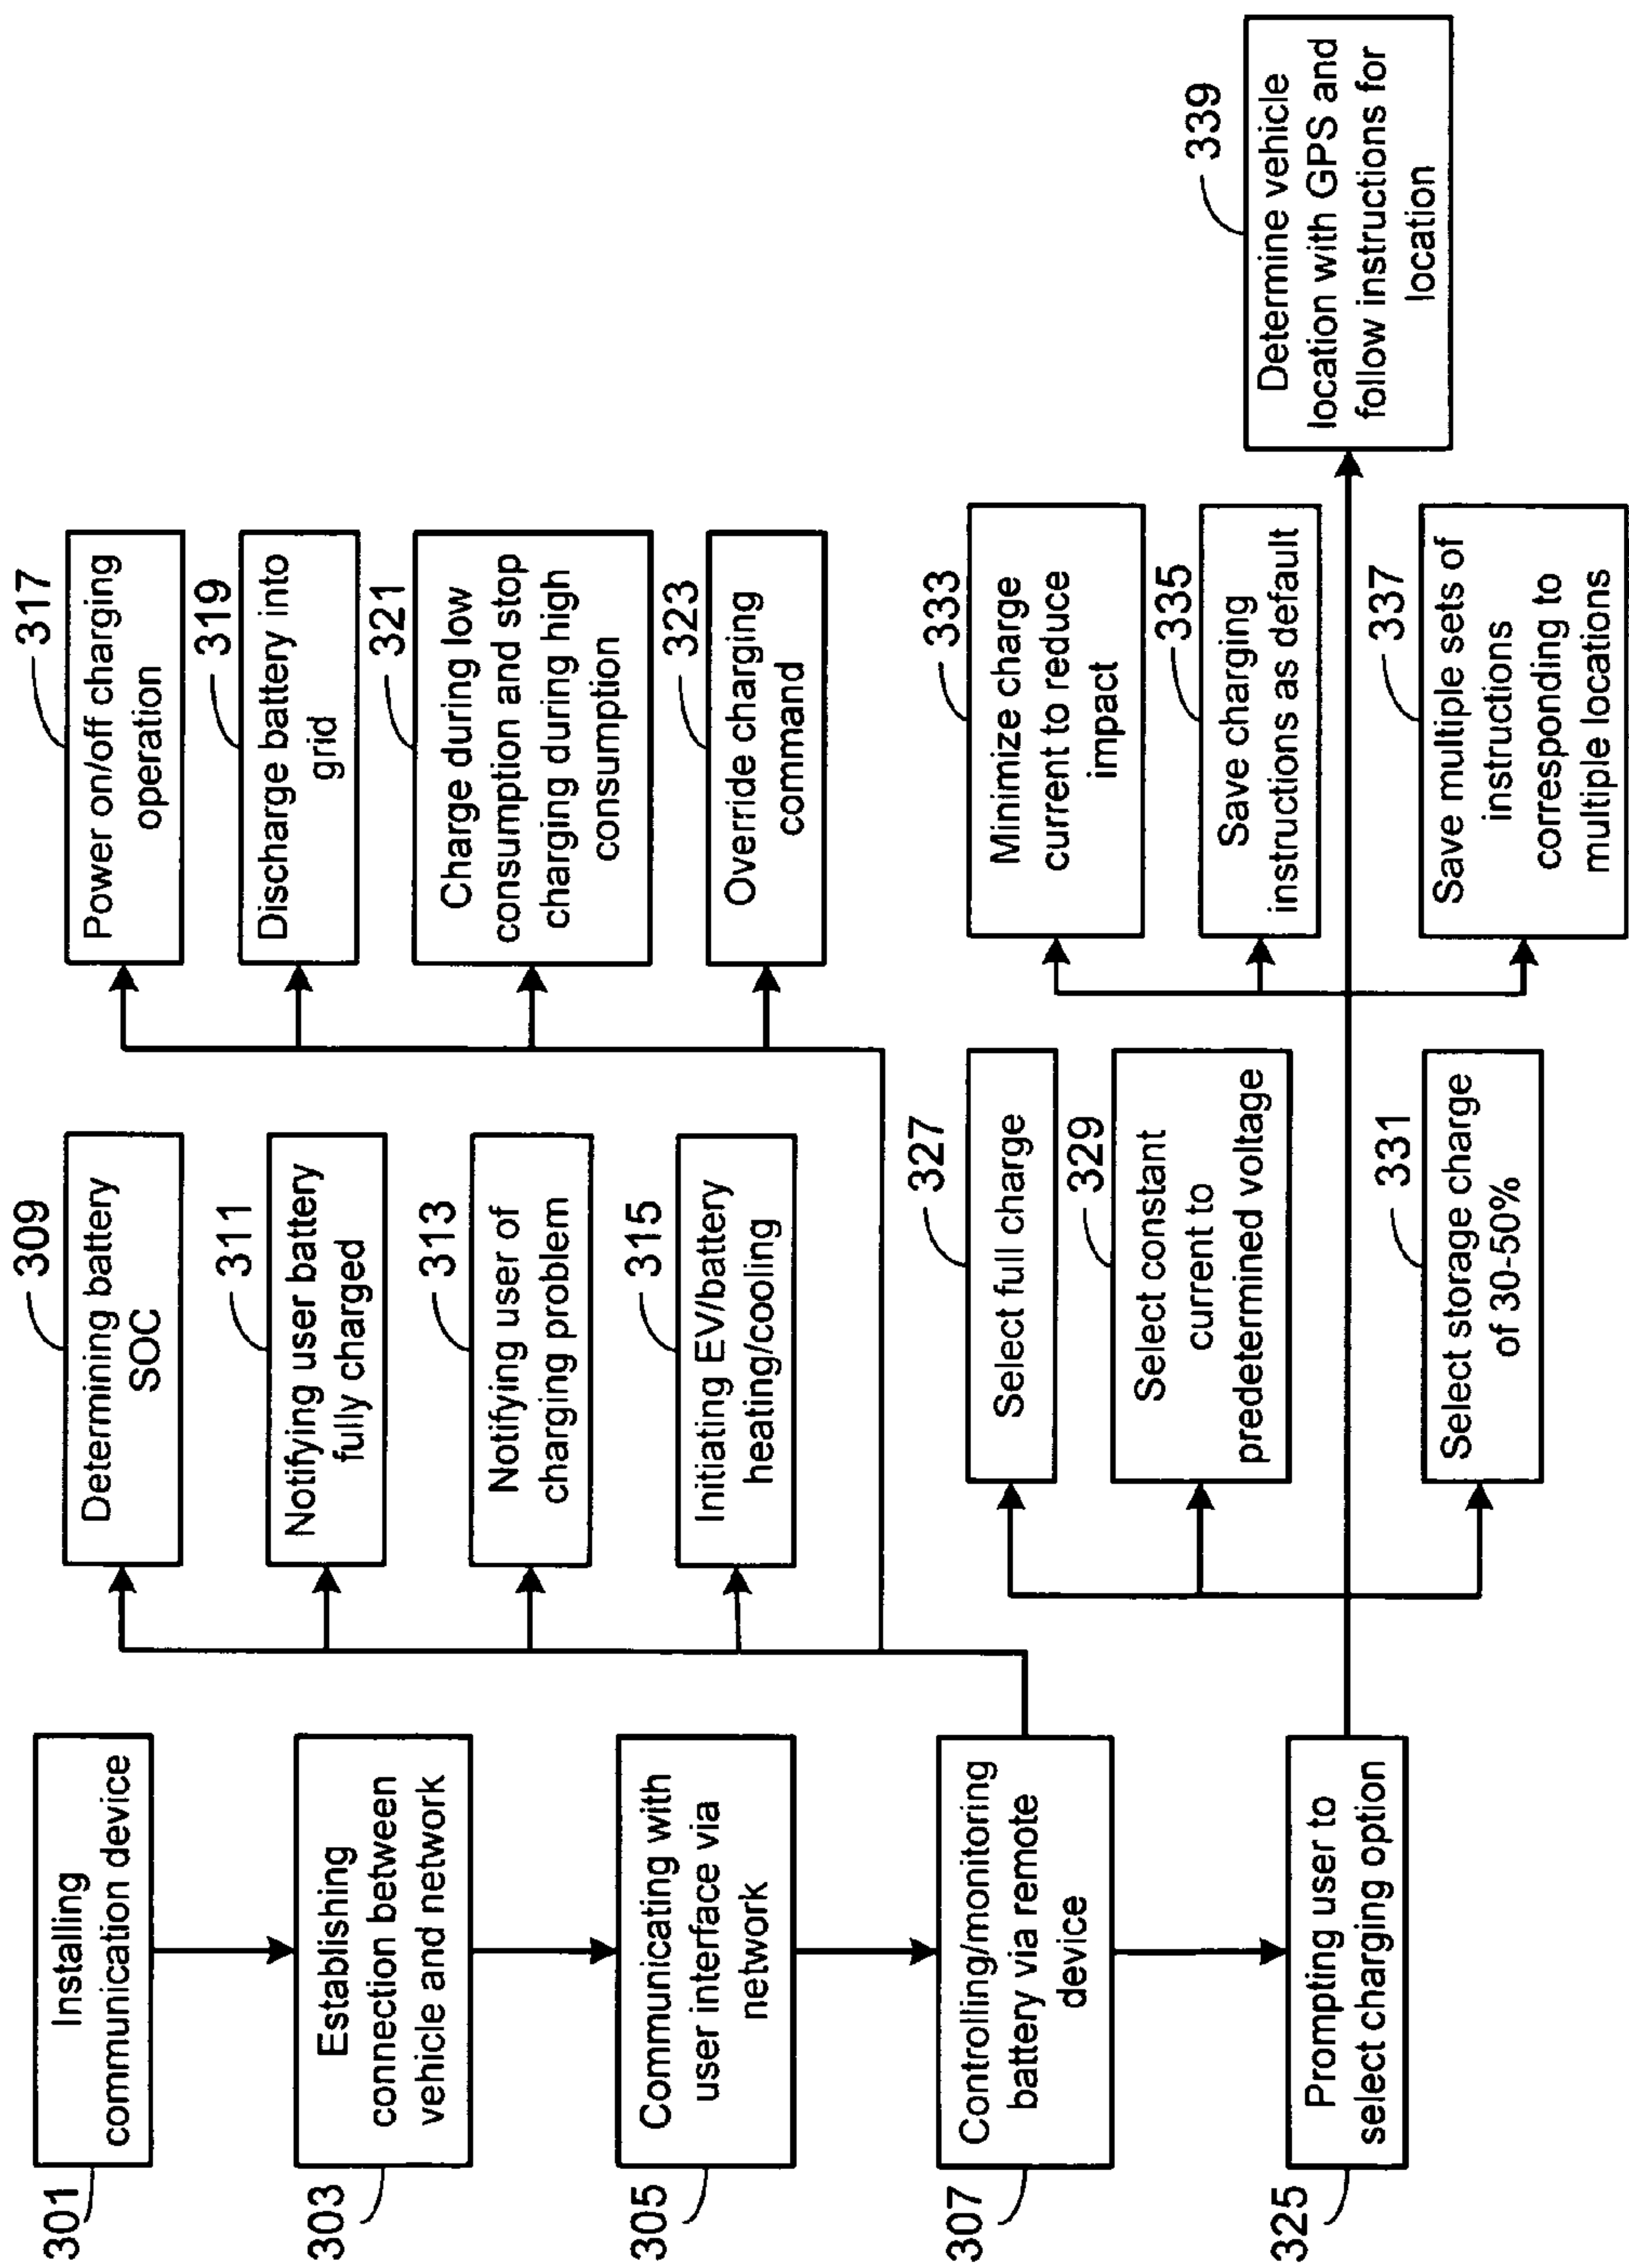 301
Installing
communication device
303
Establishing
connection between
vehicle and network
305
Communicating with
user interface via
network
307
Controlling/monitoring
battery via remote
device
325
Prompting user to
select charging option
309
Determining battery
SOC
311
Notifying user battery
fully charged
313
Notifying user of
charging problem
315
Initiating EV/battery
heating/cooling
317
Power on/off charging
operation
319
Discharge battery into
grid
321
Charge during low
consumption and stop
charging during high
consumption
323
Override charging
command
327
Select full charge
329
Select constant
current to
predetermined voltage
331
Select storage charge
of 30-50%
333
Minimize charge
current to reduce
impact
335
Save charging
instructions as default
337
Save multiple sets of
instructions
corresponding to
multiple locations
339
Determine vehicle
location with GPS and
follow instructions for
location